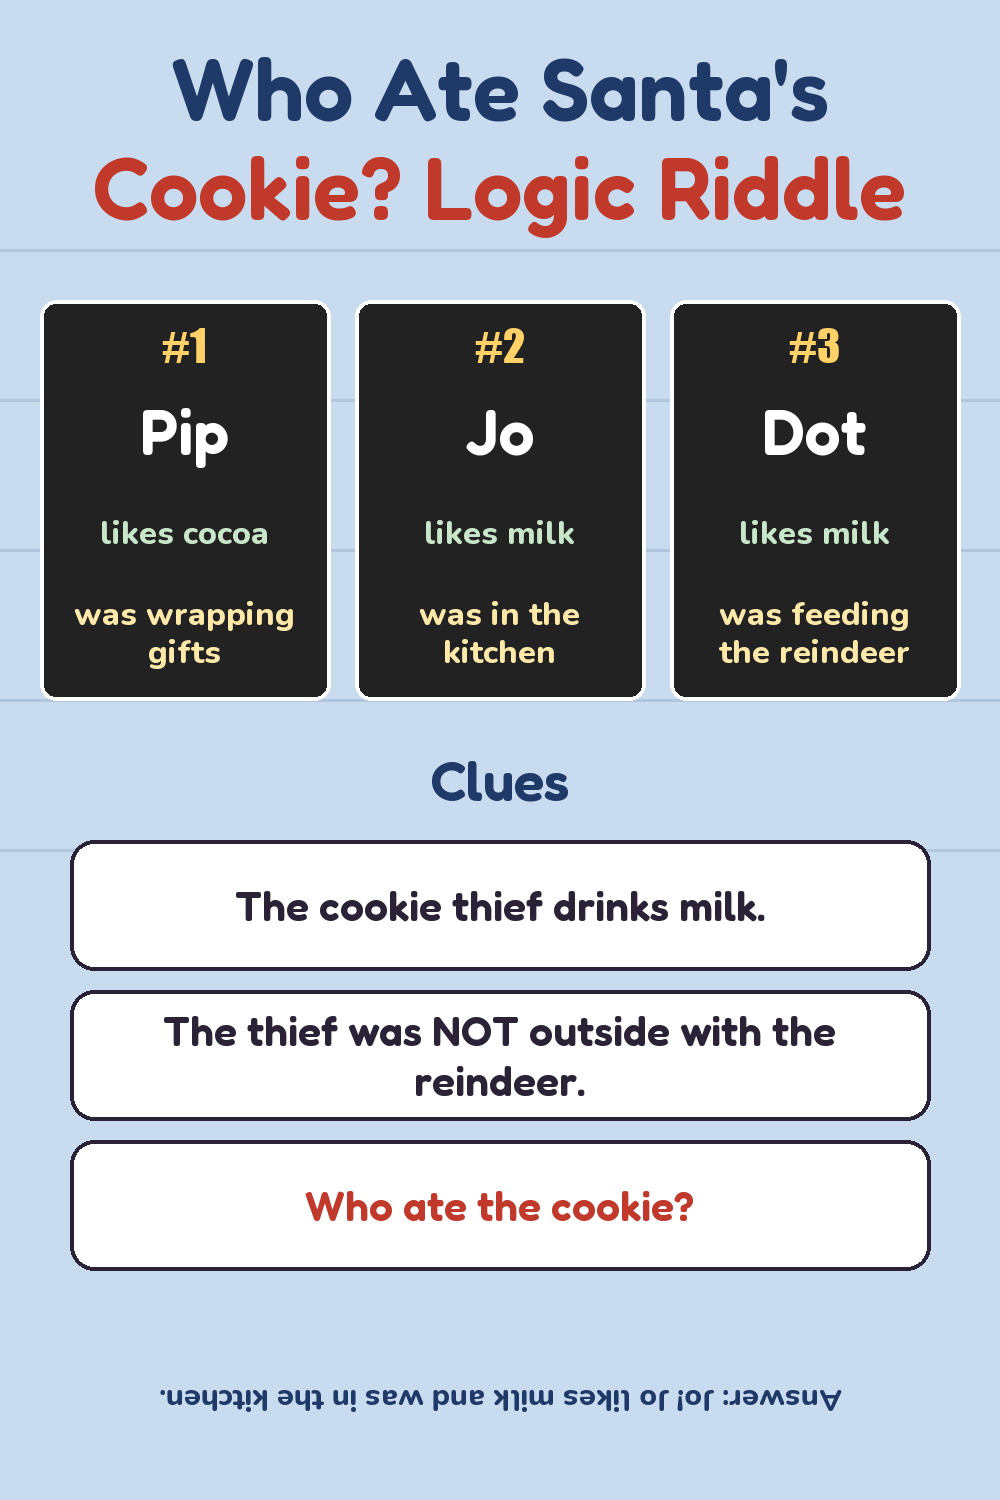 Who Ate Santa's
Cookie? Logic Riddle
#1
Pip
likes cocoa
was wrapping
gifts
#2
Jo
likes milk
was in the
kitchen
#3
Dot
likes milk
was feeding
the reindeer
Clues
The cookie thief drinks milk.
The thief was NOT outside with the
reindeer.
Who ate the cookie?
Answer: Jo! Jo likes milk and was in the kitchen.